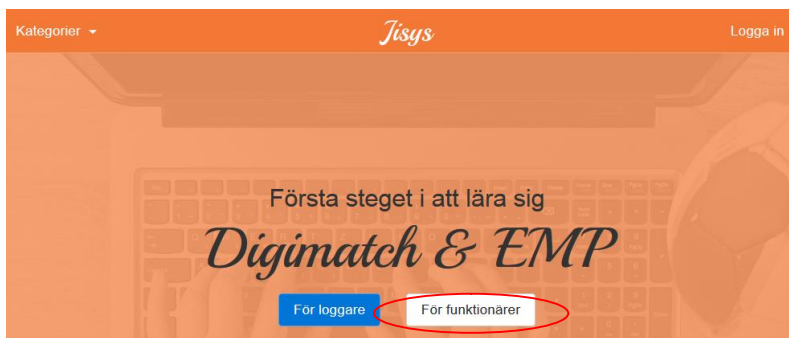 Kategorier Jisys Logga in
Första steget i att lära sig
Digimatch & EMP
För loggare För funktionärer